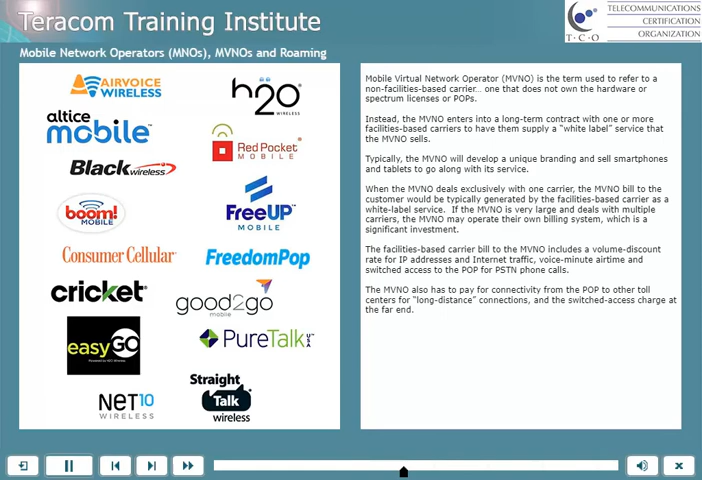 Teracom Training Institute
TELECOMMUNICATIONS
CERTIFICATION
ORGANIZATION
T·C·O
Mobile Network Operators (MNOs), MVNOs and Roaming
AIRVOICE
WIRELESS
h2o
WIRELESS
altice
mobile
Red Pocket
MOBILE
Black wireless
boom!
MOBILE
FreeUP
MOBILE
Consumer Cellular
FreedomPop
cricket
good2go
mobile
easyGO
Powered by H2O Wireless
PureTalk USA
NET10
WIRELESS
Straight
Talk
wireless
Mobile Virtual Network Operator (MVNO) is the term used to refer to a
non-facilities-based carrier... one that does not own the hardware or
spectrum licenses or POPs.
Instead, the MVNO enters into a long-term contract with one or more
facilities-based carriers to have them supply a “white label” service that
the MVNO sells.
Typically, the MVNO will develop a unique branding and sell smartphones
and tablets to go along with its service.
When the MVNO deals exclusively with one carrier, the MVNO bill to the
customer would be typically generated by the facilities-based carrier as a
white-label service. If the MVNO is very large and deals with multiple
carriers, the MVNO may operate their own billing system, which is a
significant investment.
The facilities-based carrier bill to the MVNO includes a volume-discount
rate for IP addresses and Internet traffic, voice-minute airtime and
switched access to the POP for PSTN phone calls.
The MVNO also has to pay for connectivity from the POP to other toll
centers for “long-distance” connections, and the switched-access charge at
the far end.